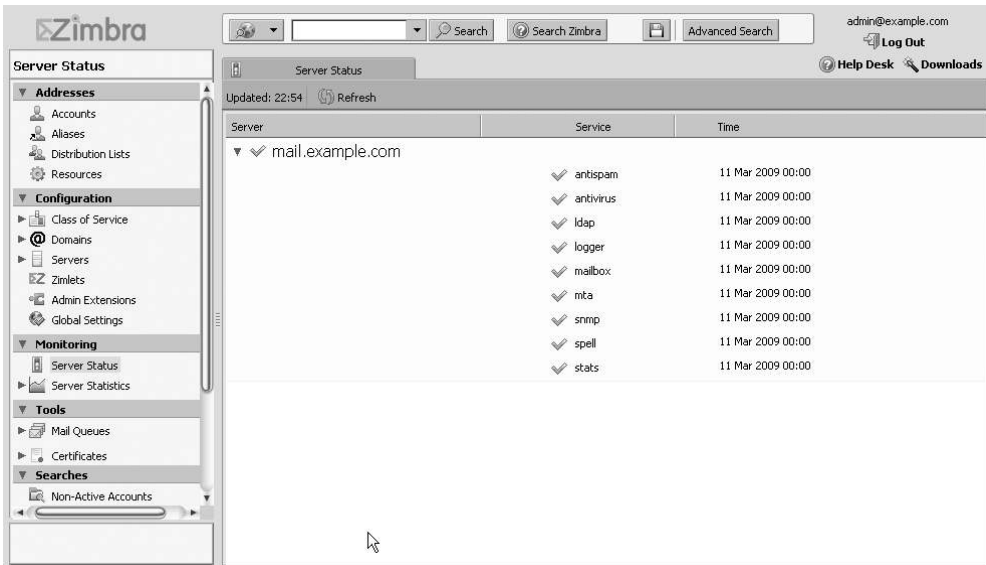 Zimbra
Search
Search Zimbra
Advanced Search
admin@example.com
Log Out
Help Desk
Downloads
Server Status
Addresses
Accounts
Aliases
Distribution Lists
Resources
Configuration
Class of Service
Domains
Servers
Zimlets
Admin Extensions
Global Settings
Monitoring
Server Status
Server Statistics
Tools
Mail Queues
Certificates
Searches
Non-Active Accounts
Server Status
Updated: 22:54 Refresh
Server Service Time
mail.example.com
antispam 11 Mar 2009 00:00
antivirus 11 Mar 2009 00:00
ldap 11 Mar 2009 00:00
logger 11 Mar 2009 00:00
mailbox 11 Mar 2009 00:00
mta 11 Mar 2009 00:00
snmp 11 Mar 2009 00:00
spell 11 Mar 2009 00:00
stats 11 Mar 2009 00:00